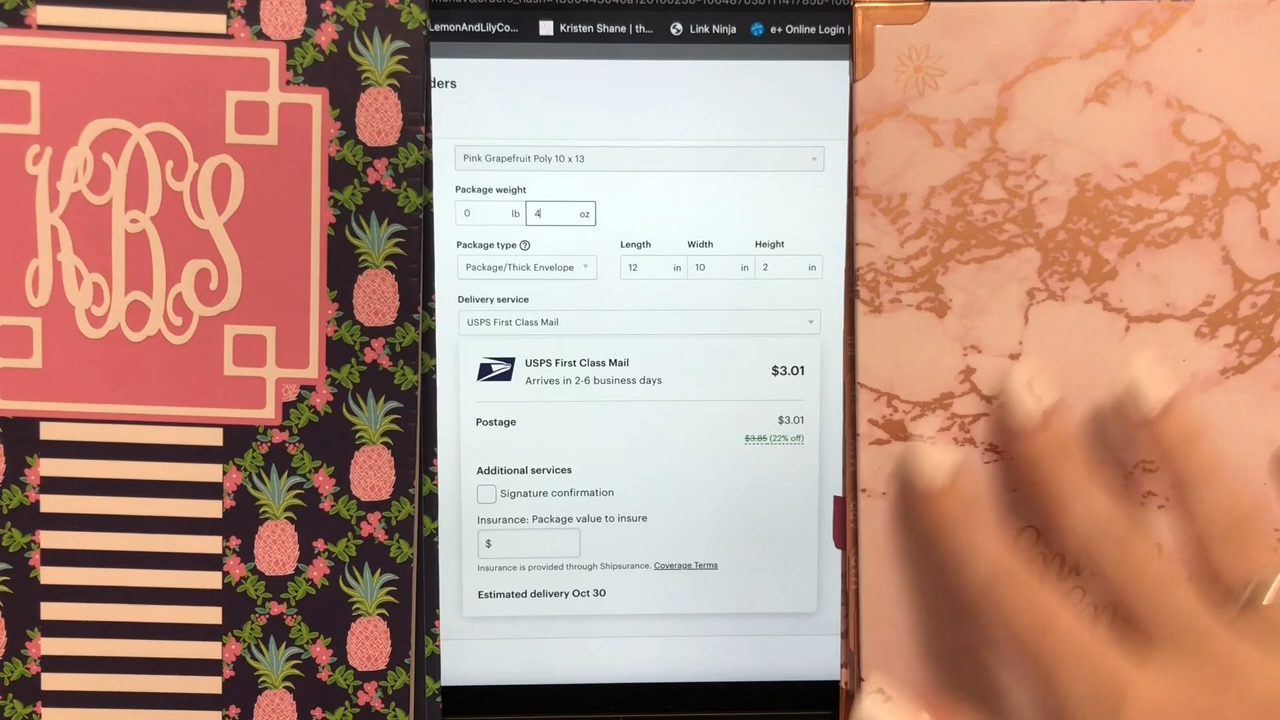 KBS
LemonAndLilyCo...
Kristen Shane | th...
Link Ninja
e+ Online Login |
ders
Pink Grapefruit Poly 10 x 13
Package weight
0 lb 4 oz
Package type ?
Length Width Height
Package/Thick Envelope
12 in 10 in 2 in
Delivery service
USPS First Class Mail
USPS First Class Mail
Arrives in 2-6 business days
$3.01
Postage
$3.01
$3.85 (22% off)
Additional services
Signature confirmation
Insurance: Package value to insure
$
Insurance is provided through Shipsurance. Coverage Terms
Estimated delivery Oct 30